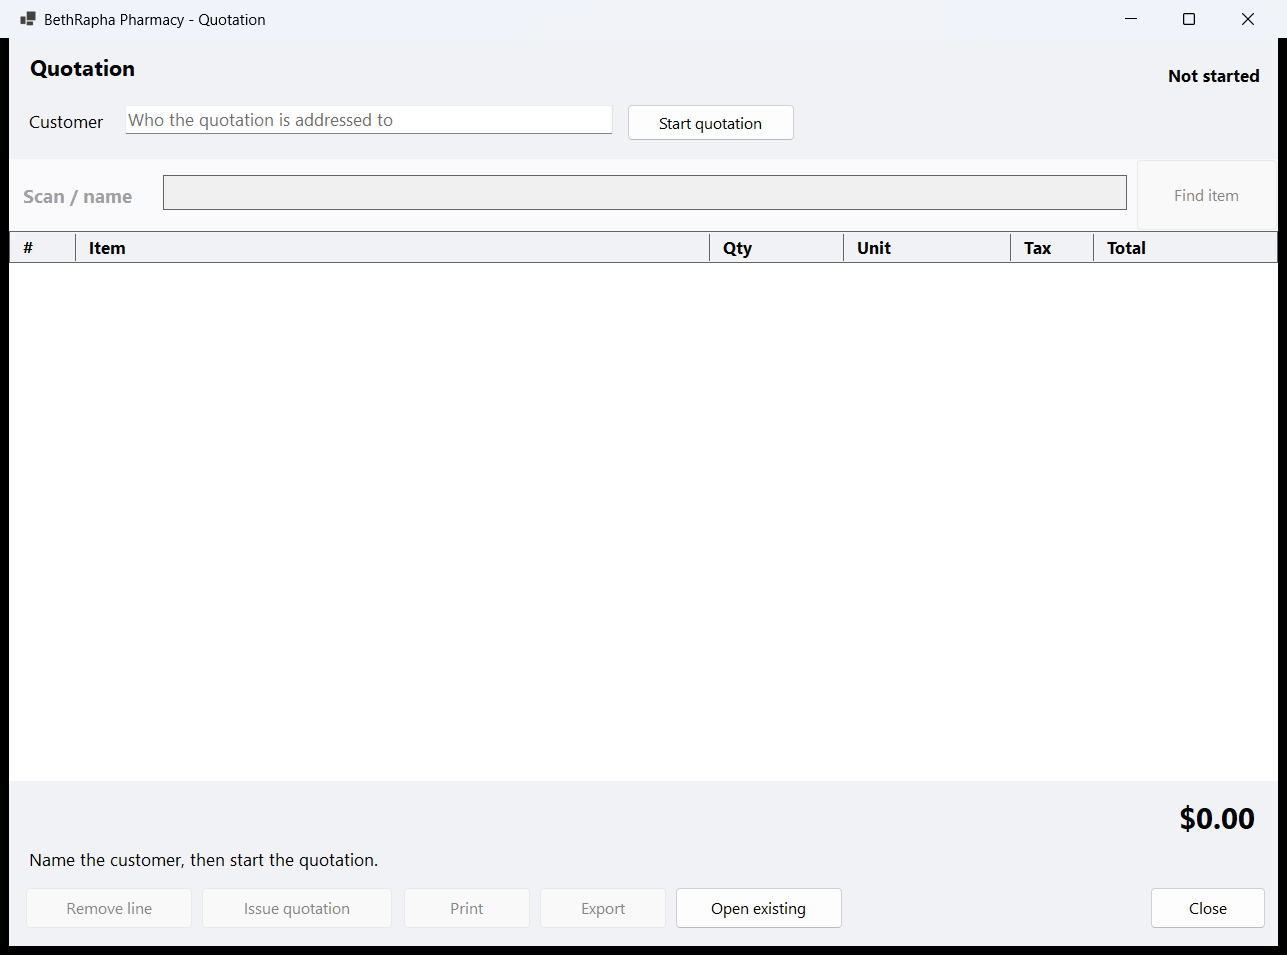 BethRapha Pharmacy - Quotation
Quotation
Not started
Customer Who the quotation is addressed to Start quotation
Scan / name Find item
# Item Qty Unit Tax Total
$0.00
Name the customer, then start the quotation.
Remove line Issue quotation Print Export Open existing Close